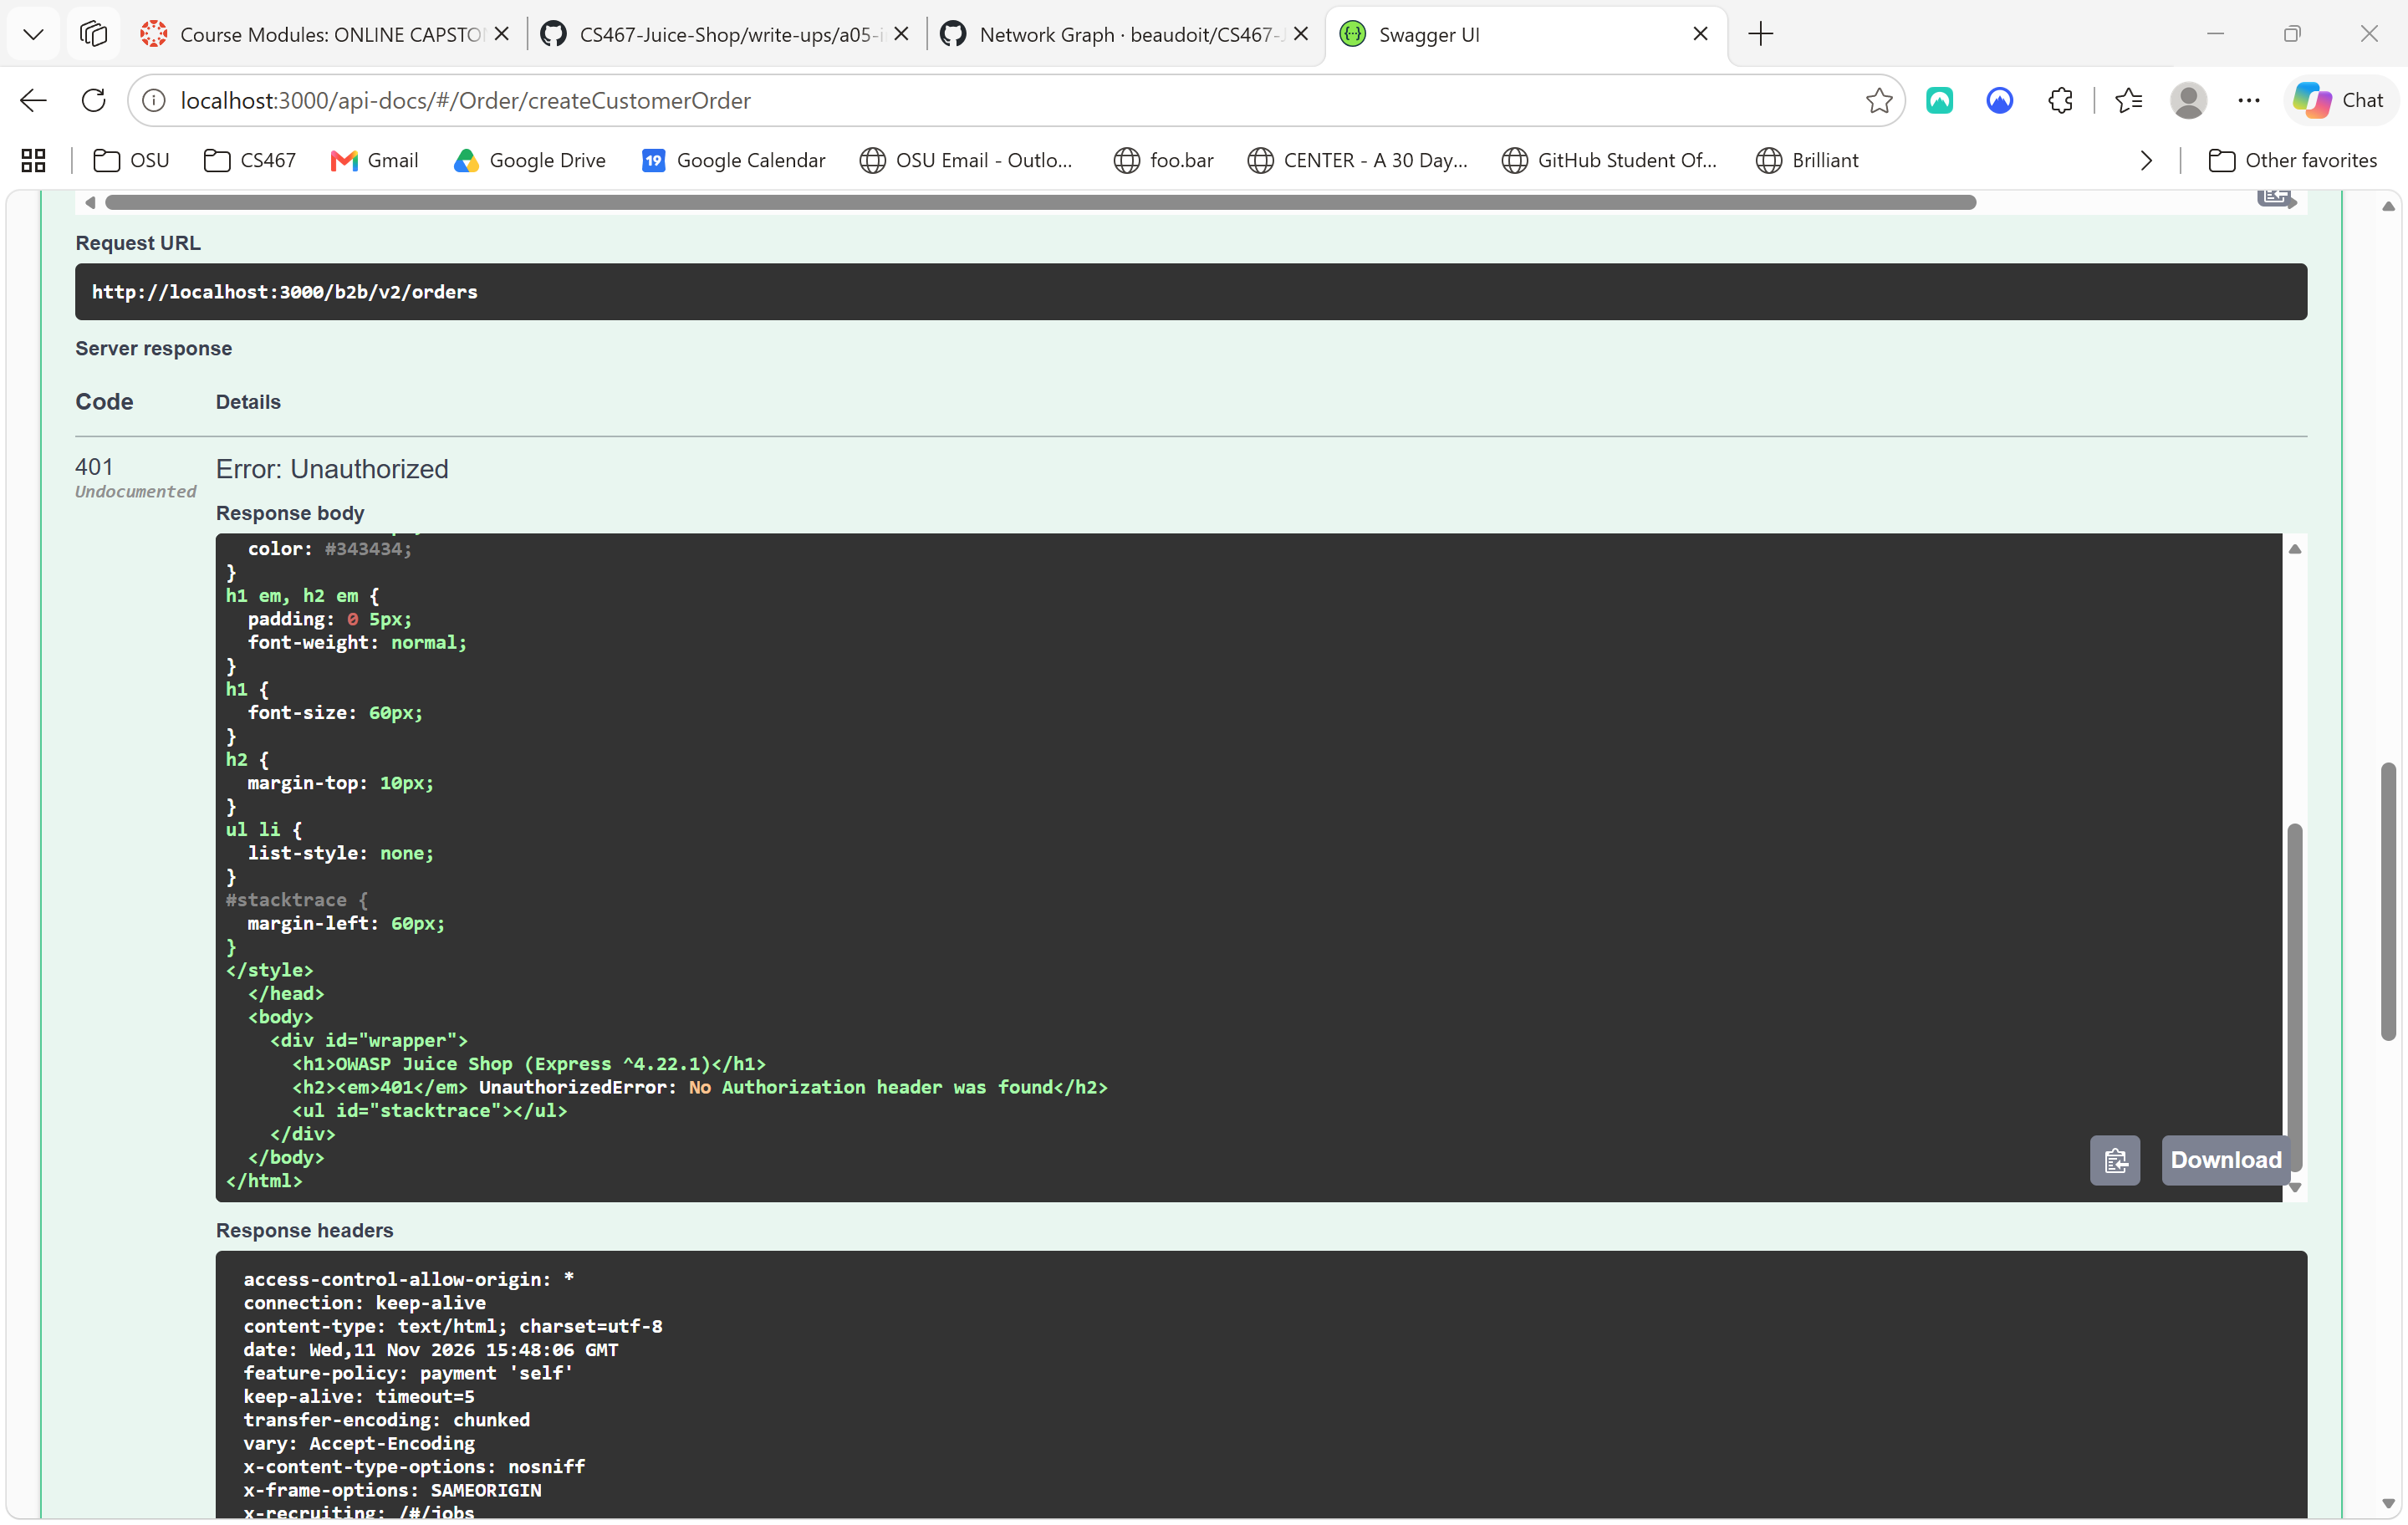 Course Modules: ONLINE CAPSTO
CS467-Juice-Shop/write-ups/a05-i
Network Graph · beaudoit/CS467-J
Swagger UI
localhost:3000/api-docs/#/Order/createCustomerOrder
Chat
OSU
CS467
Gmail
Google Drive
19
Google Calendar
OSU Email - Outlo...
foo.bar
CENTER - A 30 Day...
GitHub Student Of...
Brilliant
Other favorites
Request URL
http://localhost:3000/b2b/v2/orders
Server response
Code
Details
401
Undocumented
Error: Unauthorized
Response body
color: #343434;
}
h1 em, h2 em {
padding: 0 5px;
font-weight: normal;
}
h1 {
font-size: 60px;
}
h2 {
margin-top: 10px;
}
ul li {
list-style: none;
}
#stacktrace {
margin-left: 60px;
}
</style>
</head>
<body>
<div id="wrapper">
<h1>OWASP Juice Shop (Express ^4.22.1)</h1>
<h2><em>401</em> UnauthorizedError: No Authorization header was found</h2>
<ul id="stacktrace"></ul>
</div>
</body>
</html>
Download
Response headers
access-control-allow-origin: *
connection: keep-alive
content-type: text/html; charset=utf-8
date: Wed,11 Nov 2026 15:48:06 GMT
feature-policy: payment 'self'
keep-alive: timeout=5
transfer-encoding: chunked
vary: Accept-Encoding
x-content-type-options: nosniff
x-frame-options: SAMEORIGIN
x-recruiting: /#/jobs